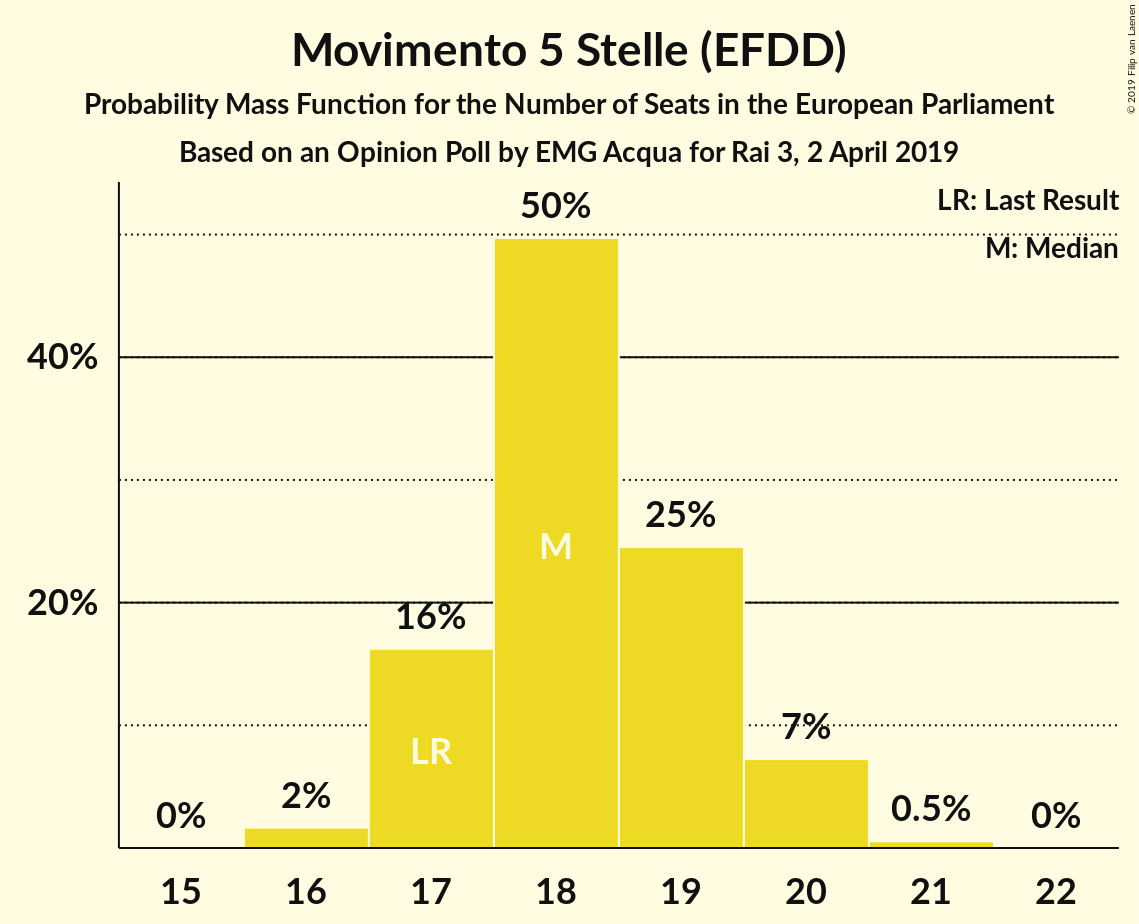 Movimento 5 Stelle (EFDD)
Probability Mass Function for the Number of Seats in the European Parliament
Based on an Opinion Poll by EMG Acqua for Rai 3, 2 April 2019
© 2019 Filip van Laenen
LR: Last Result
M: Median
50%
40%
25%
M
20%
16%
LR
7%
2%
0%
0.5%
0%
15 16 17 18 19 20 21 22